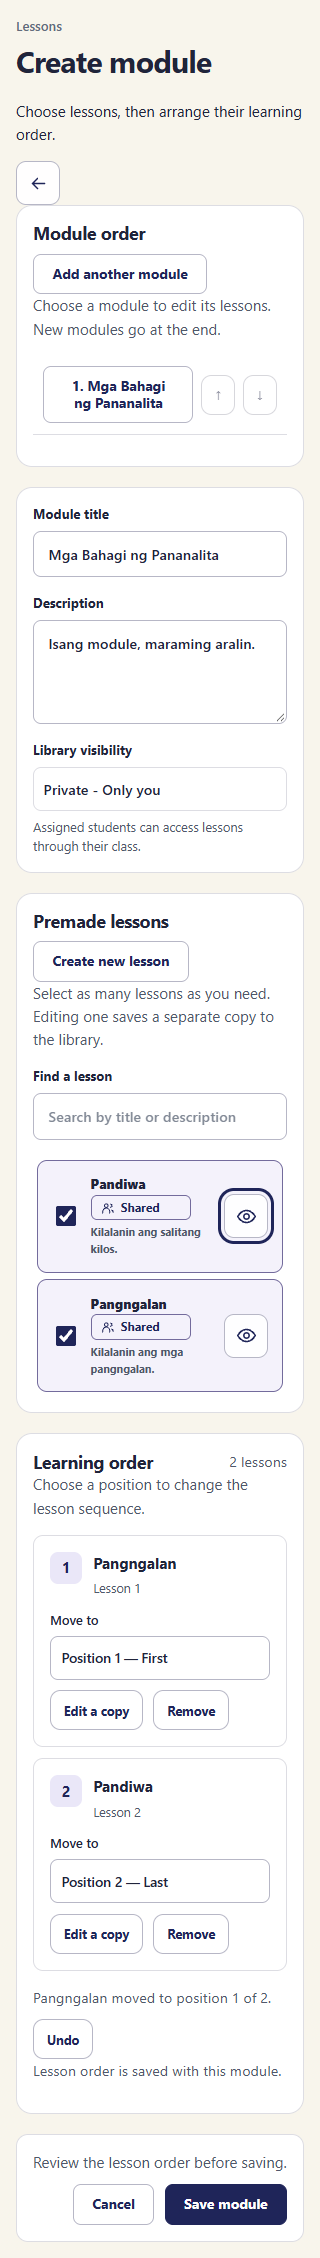 Lessons
Create module
Choose lessons, then arrange their learning
order.
←
Module order
Add another module
Choose a module to edit its lessons.
New modules go at the end.
1. Mga Bahagi
ng Pananalita
↑ ↓
Module title
Mga Bahagi ng Pananalita
Description
Isang module, maraming aralin.
Library visibility
Private - Only you
Assigned students can access lessons
through their class.
Premade lessons
Create new lesson
Select as many lessons as you need.
Editing one saves a separate copy to
the library.
Find a lesson
Search by title or description
Pandiwa
Shared
Kilalanin ang salitang
kilos.
Pangngalan
Shared
Kilalanin ang mga
pangngalan.
Learning order 2 lessons
Choose a position to change the
lesson sequence.
1 Pangngalan
Lesson 1
Move to
Position 1 — First
Edit a copy Remove
2 Pandiwa
Lesson 2
Move to
Position 2 — Last
Edit a copy Remove
Pangngalan moved to position 1 of 2.
Undo
Lesson order is saved with this module.
Review the lesson order before saving.
Cancel Save module